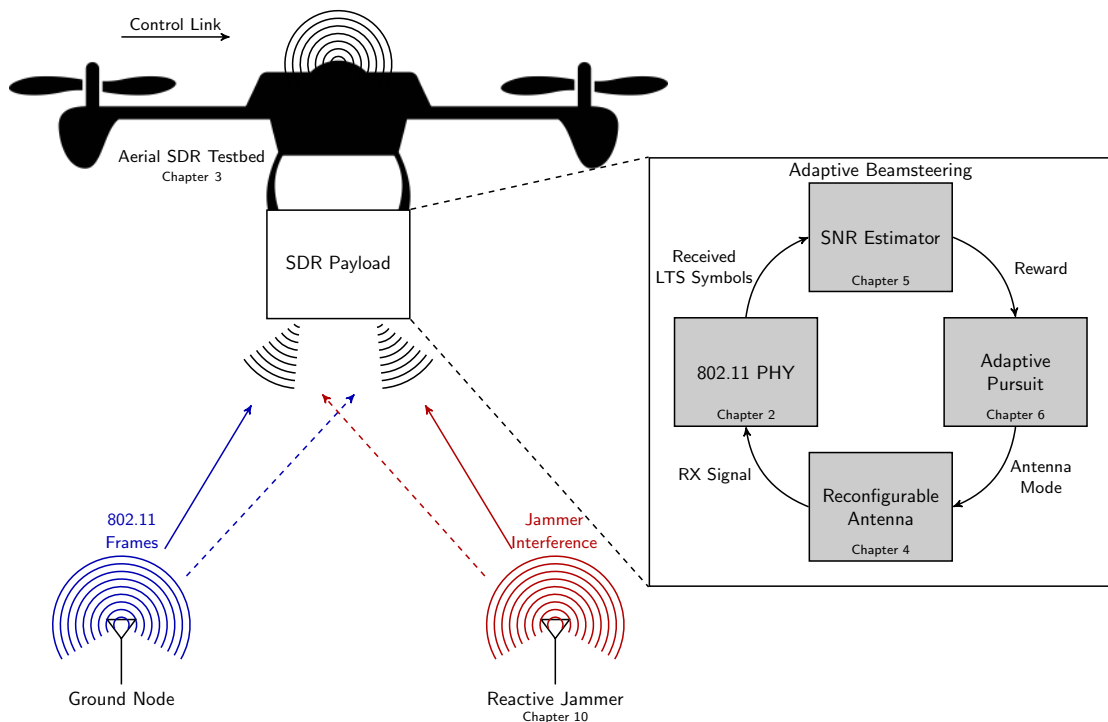 Control Link
Aerial SDR Testbed
Chapter 3
SDR Payload
Adaptive Beamsteering
SNR Estimator
Chapter 5
Received
LTS Symbols
Reward
802.11 PHY
Chapter 2
Adaptive
Pursuit
Chapter 6
RX Signal
Antenna
Mode
Reconfigurable
Antenna
Chapter 4
802.11
Frames
Jammer
Interference
Ground Node
Reactive Jammer
Chapter 10